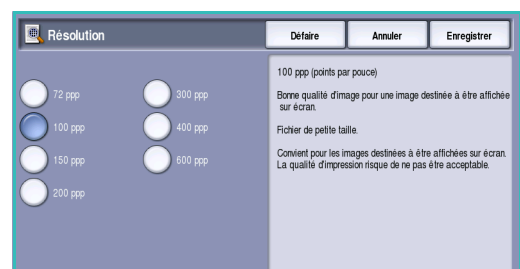 Résolution
Défaire
Annuler
Enregistrer
72 ppp
300 ppp
100 ppp
400 ppp
150 ppp
600 ppp
200 ppp
100 ppp (points par pouce)
Bonne qualité d'image pour une image destinée à être affichée
sur écran.
Fichier de petite taille.
Convient pour les images destinées à être affichées sur écran.
La qualité d'impression risque de ne pas être acceptable.